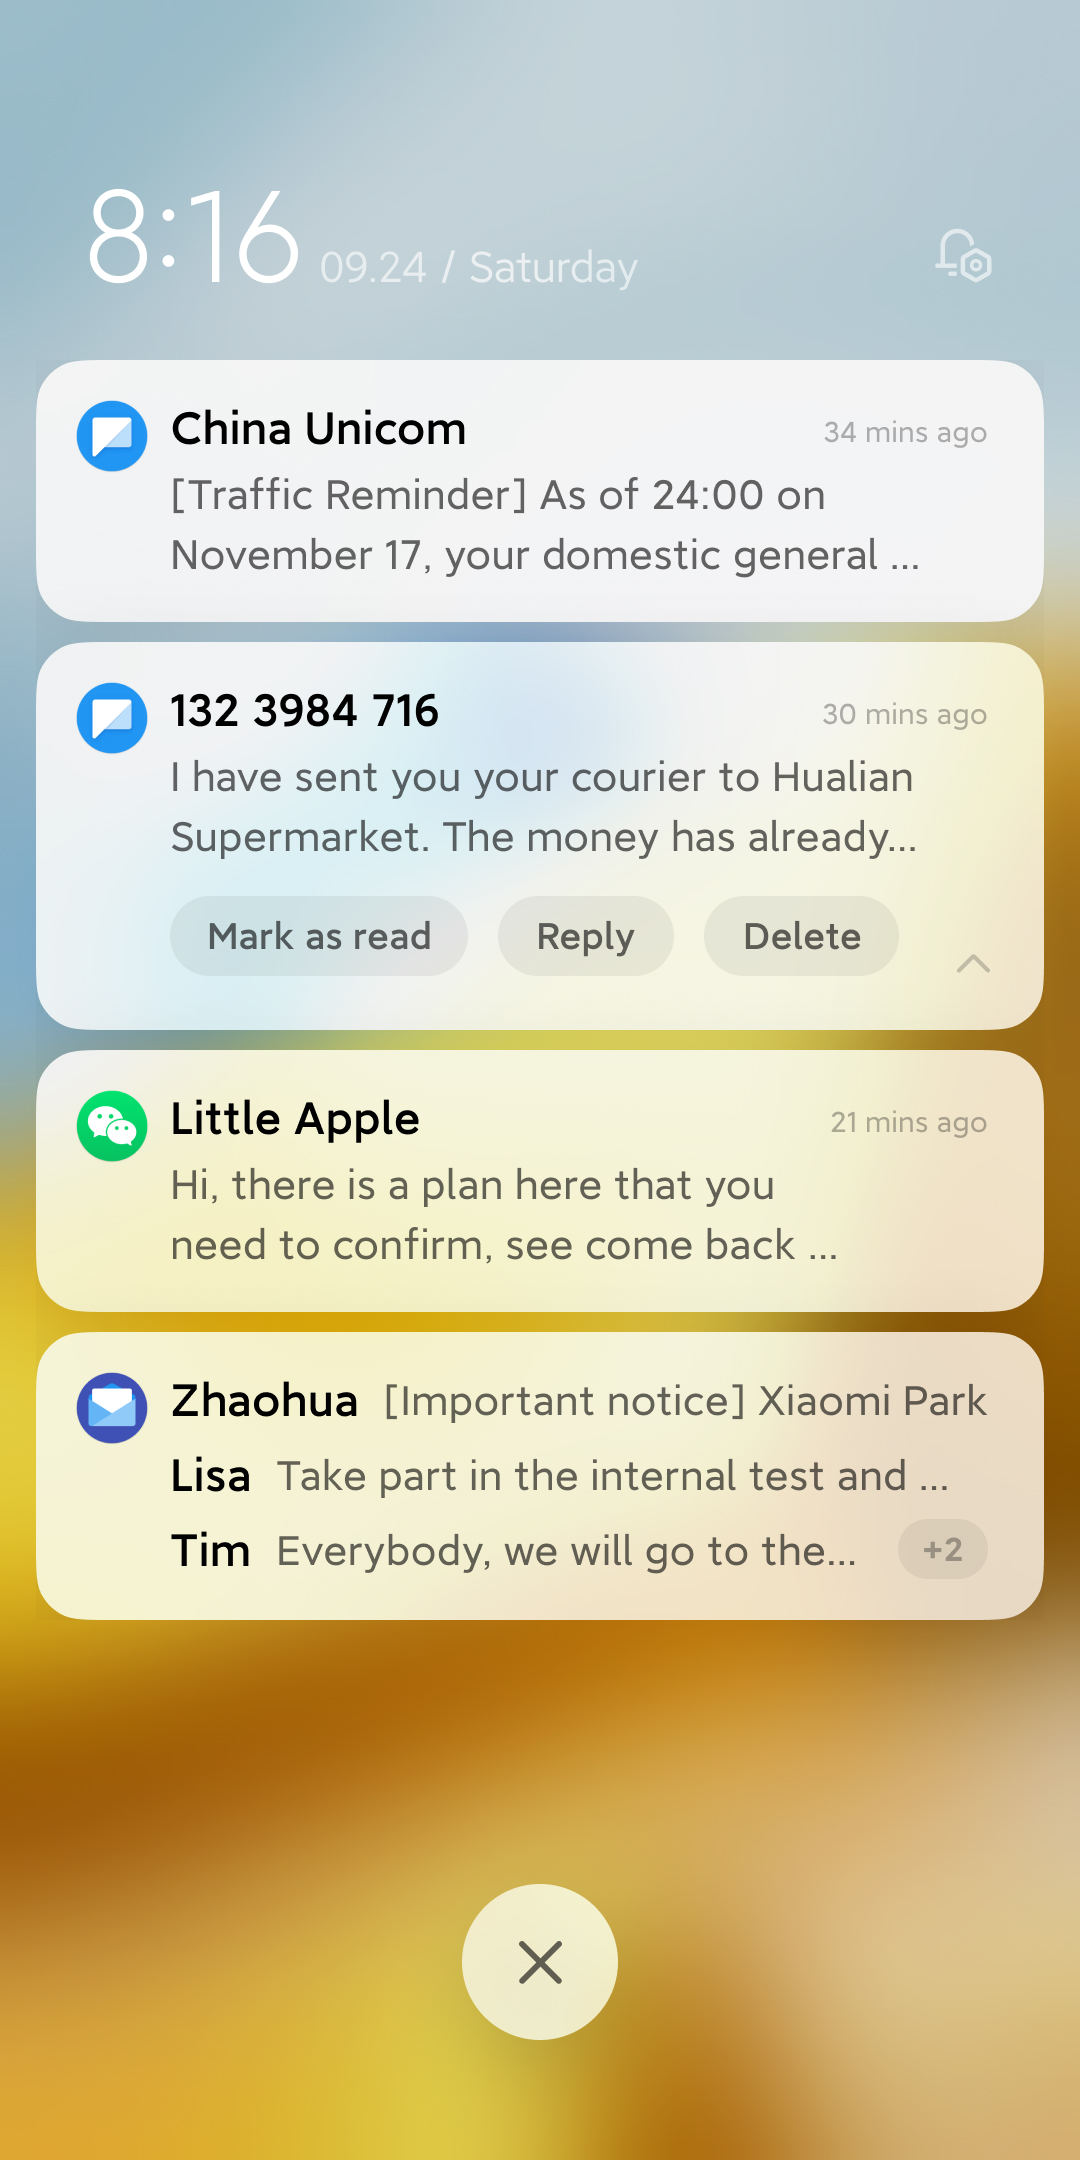 8:16 09.24 / Saturday
China Unicom 34 mins ago
[Traffic Reminder] As of 24:00 on
November 17, your domestic general ...
132 3984 716 30 mins ago
I have sent you your courier to Hualian
Supermarket. The money has already...
Mark as read Reply Delete
Little Apple 21 mins ago
Hi, there is a plan here that you
need to confirm, see come back ...
Zhaohua [Important notice] Xiaomi Park
Lisa Take part in the internal test and ...
Tim Everybody, we will go to the... +2